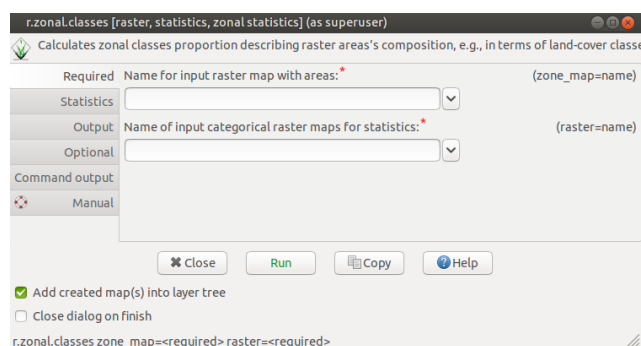 r.zonal.classes [raster, statistics, zonal statistics] (as superuser)
Calculates zonal classes proportion describing raster areas's composition, e.g., in terms of land-cover classe
Required Name for input raster map with areas:* (zone_map=name)
Statistics
Output Name of input categorical raster maps for statistics:* (raster=name)
Optional
Command output
Manual
Close Run Copy Help
Add created map(s) into layer tree
Close dialog on finish
r.zonal.classes zone_map=<required> raster=<required>